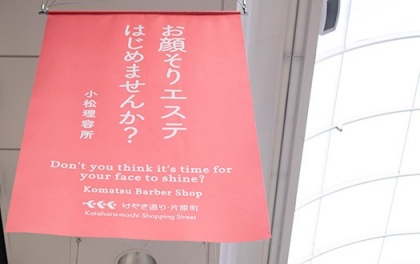 お顔そりエステ
はじめませんか?
小松理容所
Don't you think it's time for
your face to shine?
Komatsu Barber Shop
けやき通り・片原町
Katahara-machi Shopping Street